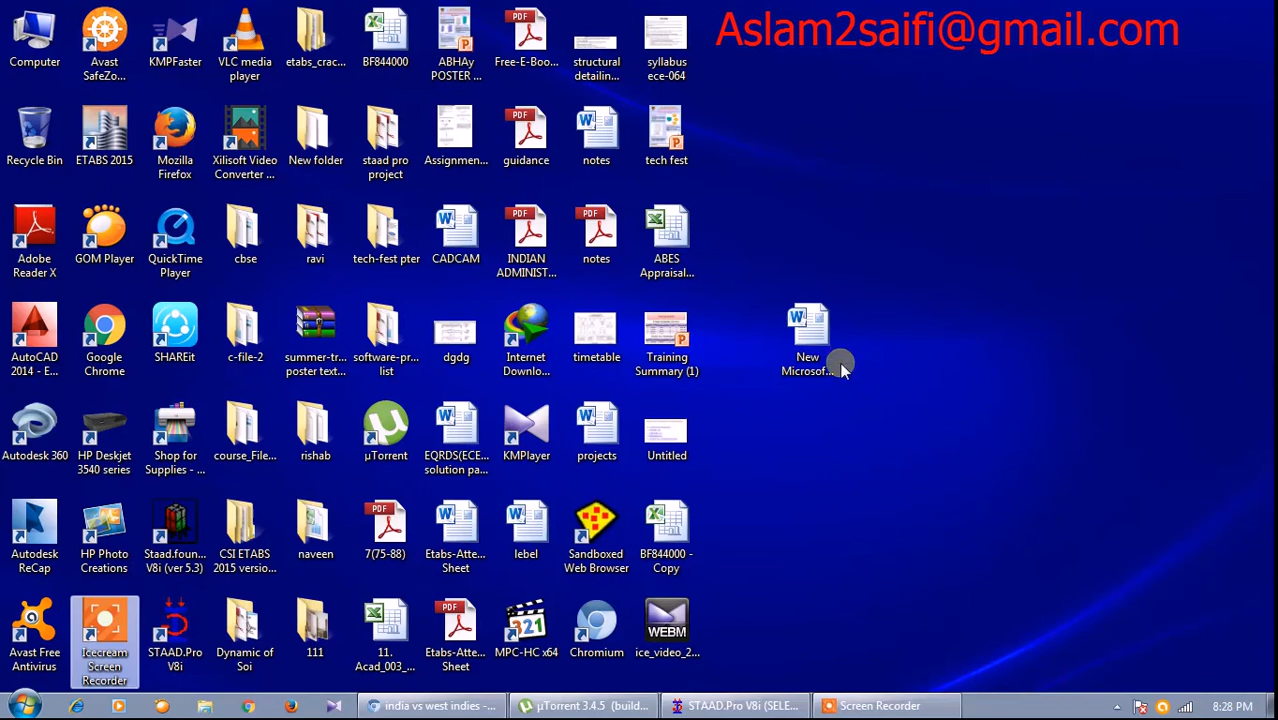 Aslam2saifi@gmail.com
Computer
Avast
SafeZo...
KMPFaster
VLC media
player
etabs_crac...
BF844000
ABHAy
POSTER ...
Free-E-Boo...
structural
detailin...
syllabus
ece-064
Recycle Bin
ETABS 2015
Mozilla
Firefox
Xilisoft Video
Converter ...
New folder
staad pro
project
Assignmen...
guidance
notes
tech fest
Adobe
Reader X
GOM Player
QuickTime
Player
cbse
ravi
tech-fest pter
CADCAM
INDIAN
ADMINIST...
notes
ABES
Appraisal...
AutoCAD
2014 - E...
Google
Chrome
SHAREit
c-file-2
summer-tr...
poster text...
software-pr...
list
dgdg
Internet
Downlo...
timetable
Training
Summary (1)
New
Microsof...
Autodesk 360
HP Deskjet
3540 series
Shop for
Supplies - ...
course_File...
rishab
µTorrent
EQRDS(ECE...
solution pa...
KMPlayer
projects
Untitled
Autodesk
ReCap
HP Photo
Creations
Staad.foun...
V8i (ver 5.3)
CSI ETABS
2015 versio...
naveen
7(75-88)
Etabs-Atte...
Sheet
lebel
Sandboxed
Web Browser
BF844000 -
Copy
Avast Free
Antivirus
Icecream
Screen
Recorder
STAAD.Pro
V8i
Dynamic of
Soi
111
11.
Acad_003_...
Etabs-Atte...
Sheet
MPC-HC x64
Chromium
WEBM
ice_video_2...
india vs west indies -...
µTorrent 3.4.5 (build...
STAAD.Pro V8i (SELE...
Screen Recorder
8:28 PM